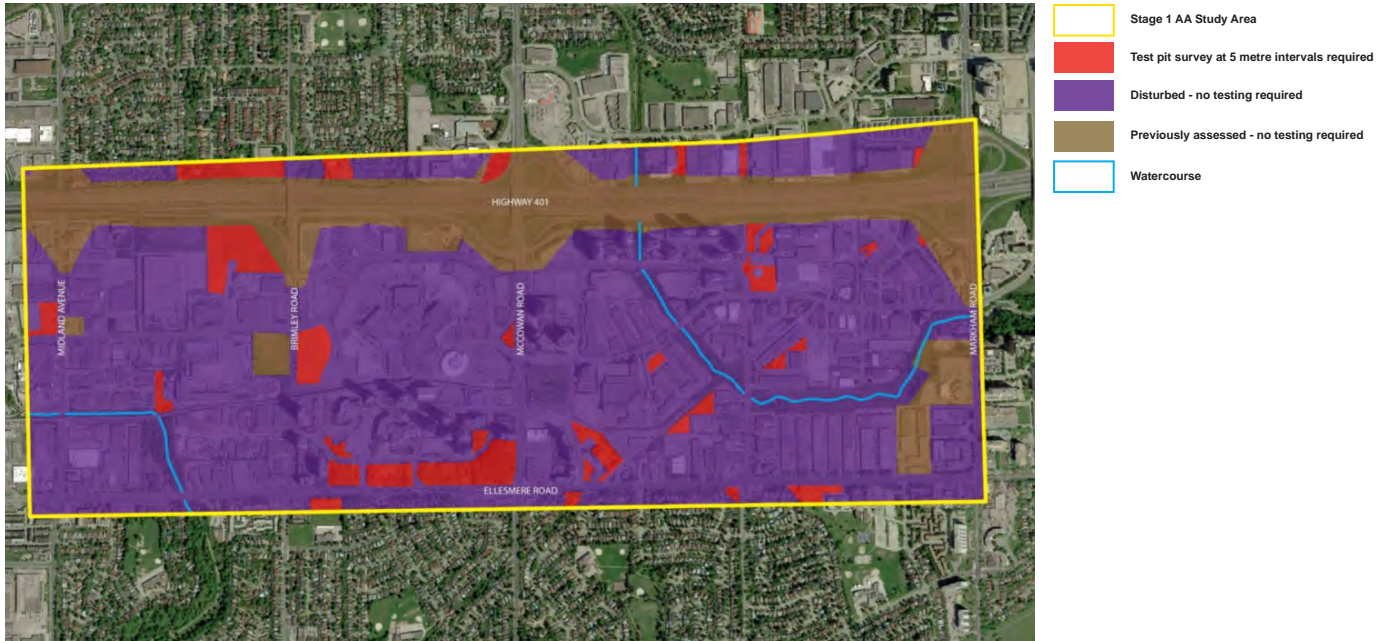 Stage 1 AA Study Area
Test pit survey at 5 metre intervals required
Disturbed - no testing required
Previously assessed - no testing required
Watercourse
HIGHWAY 401
MIDLAND AVENUE
BRIMLEY ROAD
MCCOWAN ROAD
MARKHAM ROAD
ELLESMERE ROAD